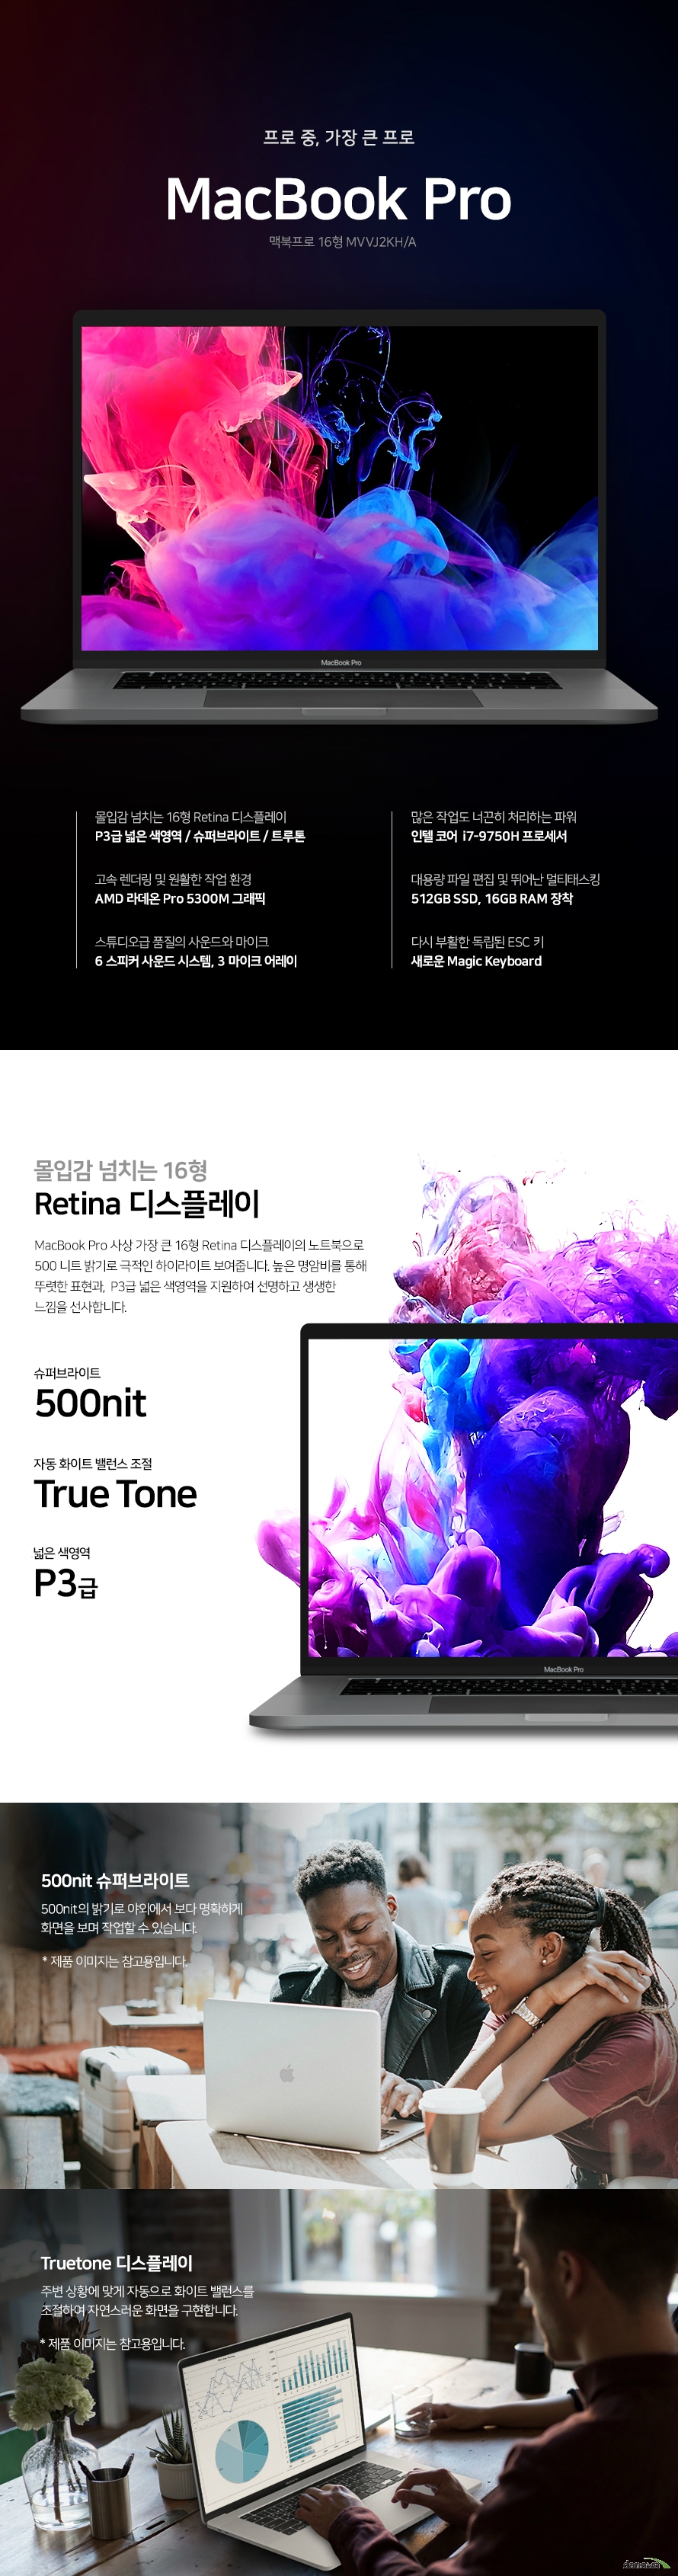 프로 중, 가장 큰 프로
MacBook Pro
맥북프로 16형 MVVJ2KH/A
MacBook Pro
몰입감 넘치는 16형 Retina 디스플레이
P3급 넓은 색영역 / 슈퍼브라이트 / 트루톤
고속 렌더링 및 원활한 작업 환경
AMD 라데온 Pro 5300M 그래픽
스튜디오급 품질의 사운드와 마이크
6 스피커 사운드 시스템, 3 마이크 어레이
많은 작업도 너끈히 처리하는 파워
인텔 코어 i7-9750H 프로세서
대용량 파일 편집 및 뛰어난 멀티태스킹
512GB SSD, 16GB RAM 장착
다시 부활한 독립된 ESC 키
새로운 Magic Keyboard
몰입감 넘치는 16형
Retina 디스플레이
MacBook Pro 사상 가장 큰 16형 Retina 디스플레이의 노트북으로
500 니트 밝기로 극적인 하이라이트 보여줍니다. 높은 명암비를 통해
뚜렷한 표현과, P3급 넓은 색영역을 지원하여 선명하고 생생한
느낌을 선사합니다.
슈퍼브라이트
500nit
자동 화이트 밸런스 조절
True Tone
넓은 색영역
P3급
MacBook Pro
500nit 슈퍼브라이트
500nit의 밝기로 야외에서 보다 명확하게
화면을 보며 작업할 수 있습니다.
* 제품 이미지는 참고용입니다.
Truetone 디스플레이
주변 상황에 맞게 자동으로 화이트 밸런스를
조절하여 자연스러운 화면을 구현합니다.
* 제품 이미지는 참고용입니다.